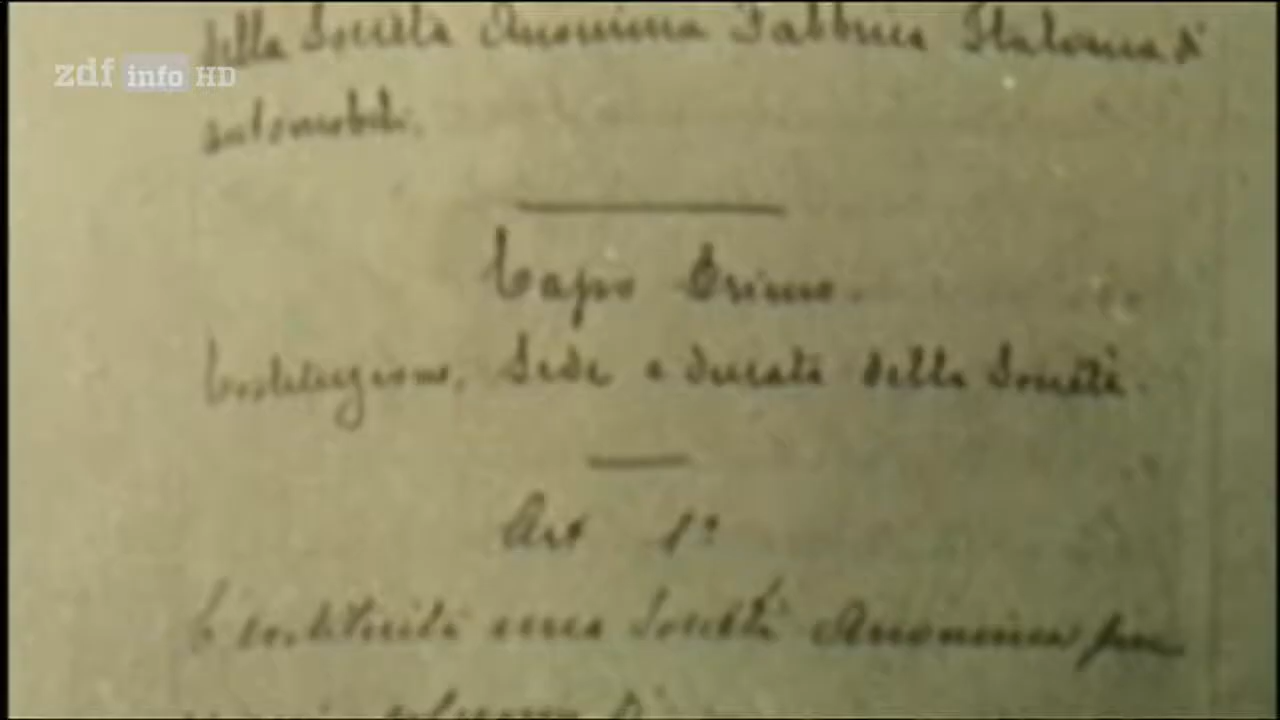 della Società Anonima Fabbrica Italiana di
zdf info HD
automobili.
Capo Primo.
Costituzione, Sede e durata della Società.
Art 1º
È costituita una Società Anonima per